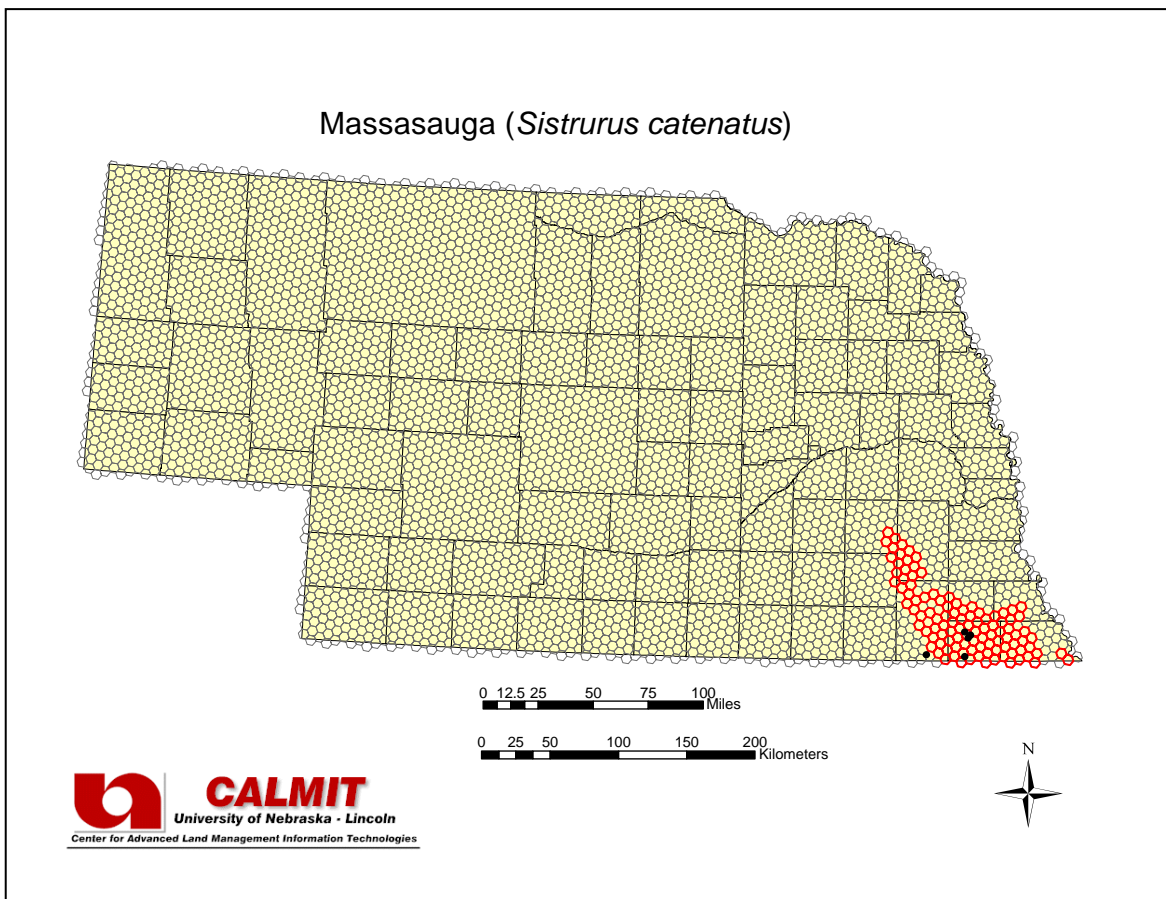 Massasauga (Sistrurus catenatus)
0 12.5 25 50 75 100
Miles
0 25 50 100 150 200
Kilometers
N
CALMIT
University of Nebraska - Lincoln
Center for Advanced Land Management Information Technologies